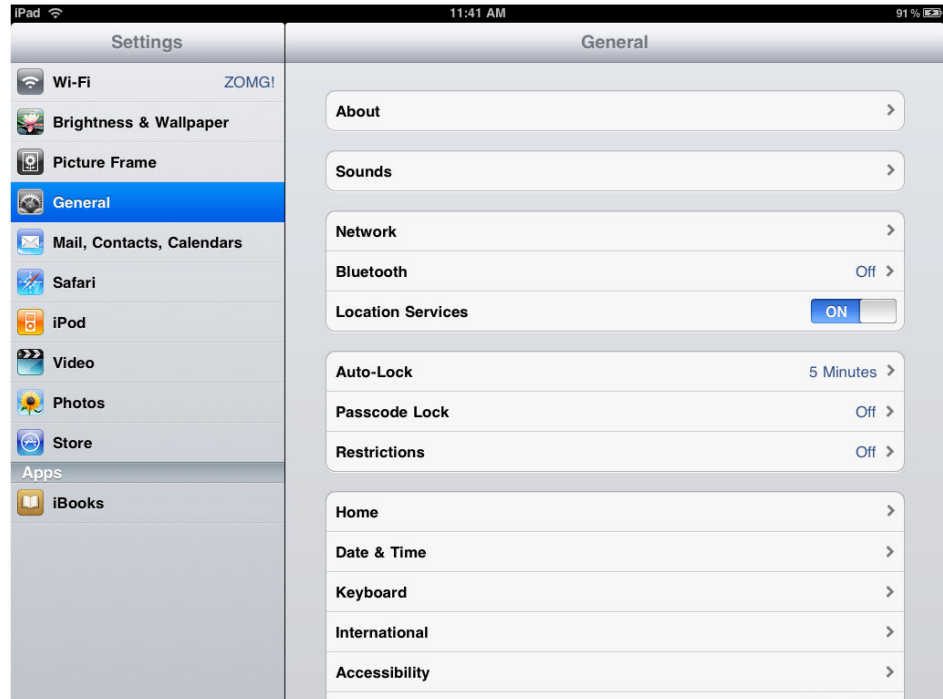 iPad 11:41 AM 91 %
Settings
General
Wi-Fi ZOMG!
Brightness & Wallpaper
Picture Frame
General
Mail, Contacts, Calendars
Safari
iPod
Video
Photos
Store
Apps
iBooks
About
Sounds
Network
Bluetooth Off
Location Services ON
Auto-Lock 5 Minutes
Passcode Lock Off
Restrictions Off
Home
Date & Time
Keyboard
International
Accessibility